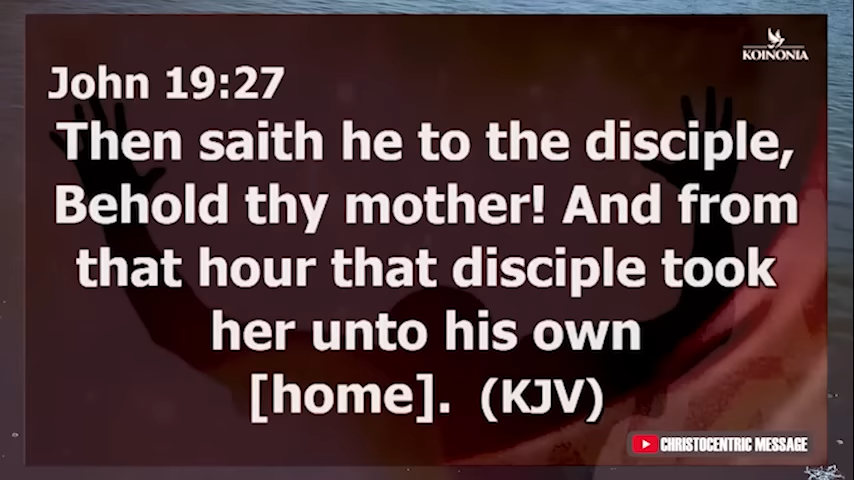 KOINONIA
John 19:27
Then saith he to the disciple,
Behold thy mother! And from
that hour that disciple took
her unto his own
[home]. (KJV)
CHRISTOCENTRIC MESSAGE